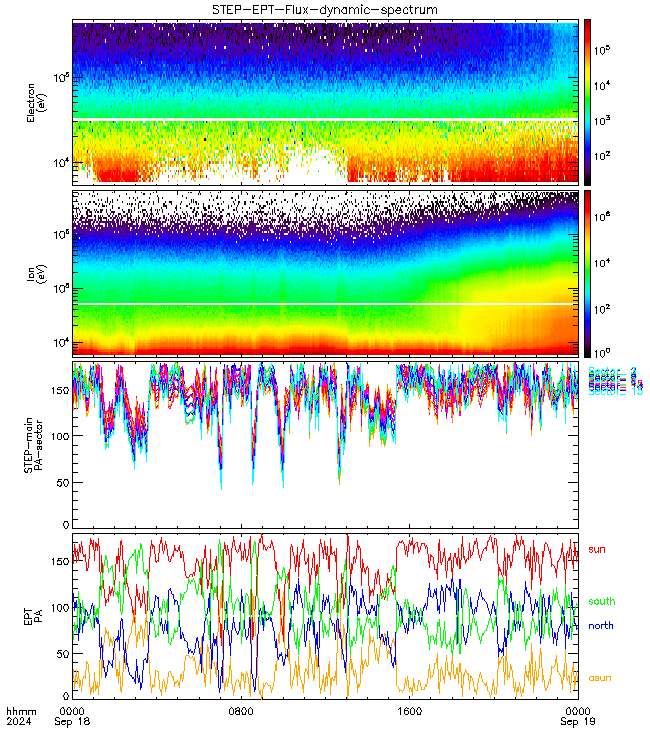 STEP-EPT-Flux-dynamic-spectrum
Electron
(eV)
10^5
10^4
10^5
10^4
10^3
10^2
Ion
(eV)
10^6
10^5
10^4
10^6
10^4
10^2
10^0
STEP-main
PA-sector
150
100
50
0
EPT
PA
150
100
50
0
sun
south
north
asun
hhmm
2024
0000
0800
1600
0000
Sep 18
Sep 19